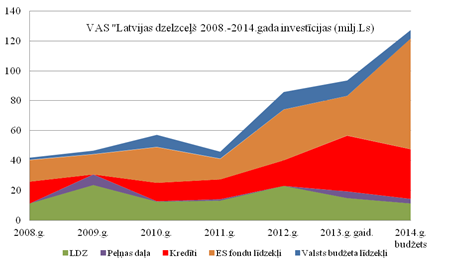 VAS "Latvijas dzelzceļš 2008.-2014.gada investīcijas (milj.Ls)
140
120
100
80
60
40
20
0
2008.g. 2009.g. 2010.g. 2011.g. 2012.g. 2013.g. gaid. 2014.g.
budžets
LDZ Peļņas daļa Kredīti ES fondu līdzekļi Valsts budžeta līdzekļi